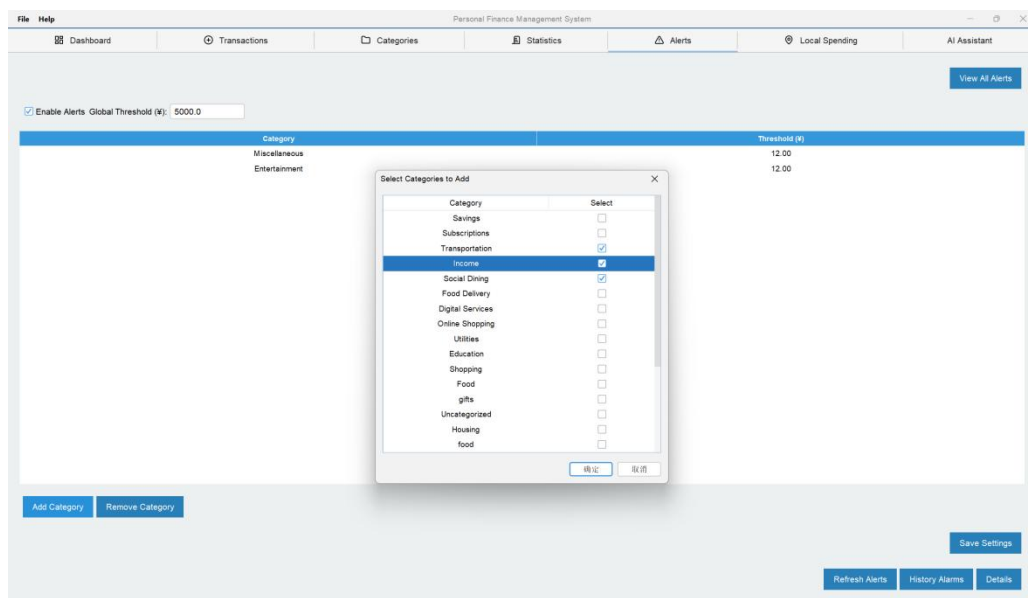 File Help Personal Finance Management System
Dashboard Transactions Categories Statistics Alerts Local Spending AI Assistant
View All Alerts
Enable Alerts Global Threshold (¥): 5000.0
Category Threshold (¥)
Miscellaneous 12.00
Entertainment 12.00
Select Categories to Add
Category Select
Savings
Subscriptions
Transportation
Income
Social Dining
Food Delivery
Digital Services
Online Shopping
Utilities
Education
Shopping
Food
gifts
Uncategorized
Housing
food
确定 取消
Add Category Remove Category
Save Settings
Refresh Alerts History Alarms Details